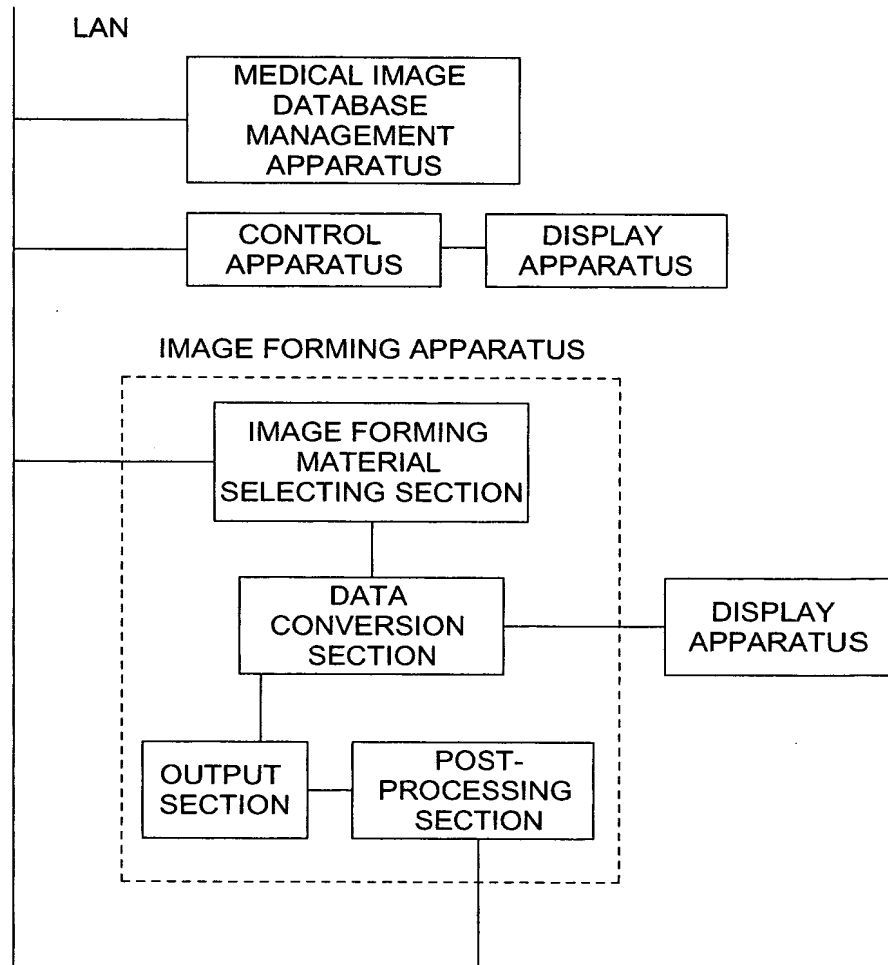 LAN
MEDICAL IMAGE
DATABASE
MANAGEMENT
APPARATUS
CONTROL
APPARATUS
DISPLAY
APPARATUS
IMAGE FORMING APPARATUS
IMAGE FORMING
MATERIAL
SELECTING SECTION
DATA
CONVERSION
SECTION
DISPLAY
APPARATUS
OUTPUT
SECTION
POST-
PROCESSING
SECTION